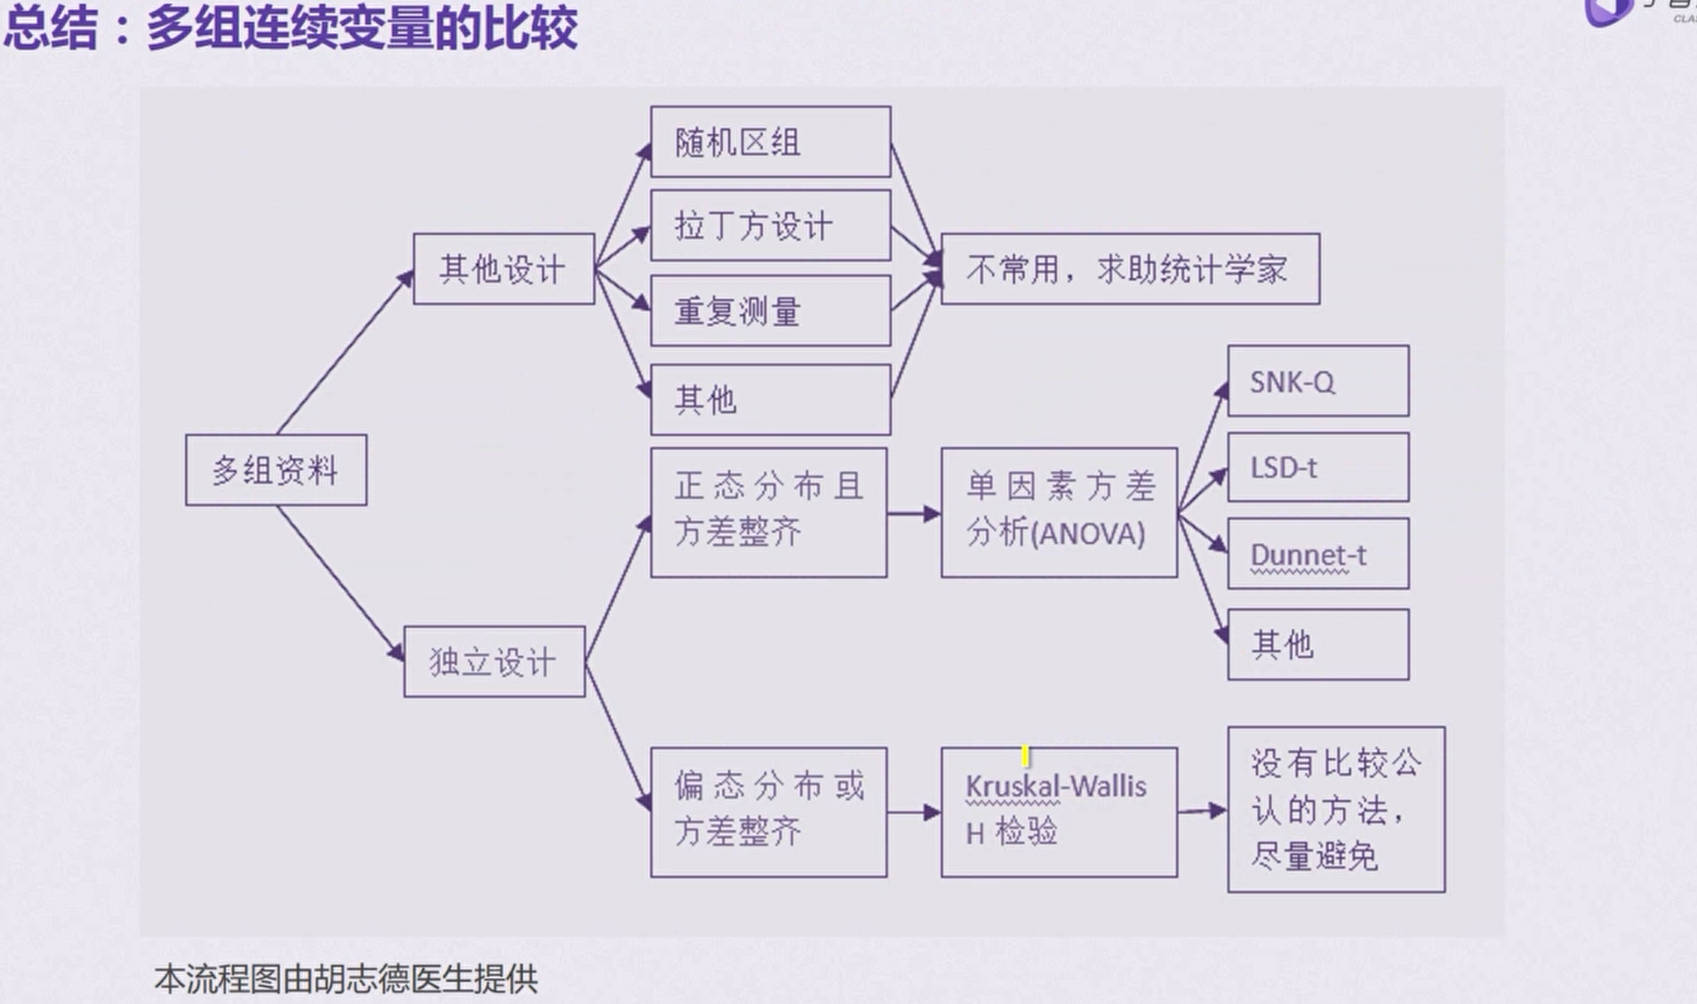 总结：多组连续变量的比较
随机区组
拉丁方设计
其他设计
不常用，求助统计学家
重复测量
其他
SNK-Q
多组资料
正态分布且
方差整齐
单因素方差
分析(ANOVA)
LSD-t
Dunnet-t
其他
独立设计
偏态分布或
方差整齐
Kruskal-Wallis
H 检验
没有比较公
认的方法，
尽量避免
本流程图由胡志德医生提供